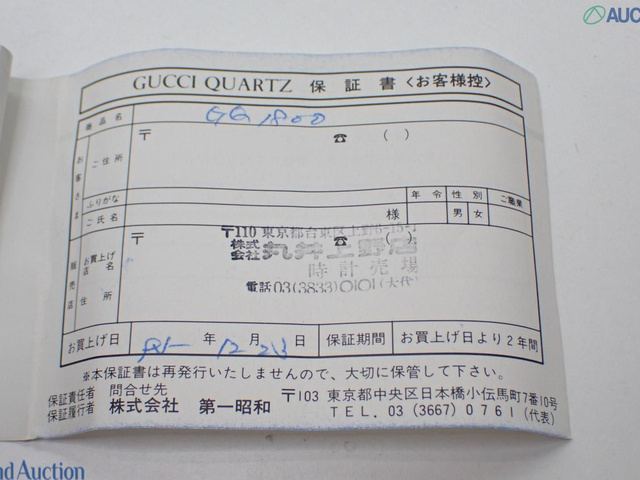 AUC
GUCCI QUARTZ 保証書〈お客様控〉
商品名 GG 1800
お客さま
ご住所 〒 ☎ ( )
ふりがな 年令 性別 ご職業
ご氏名 様 男 女
販売店
お買上げ店名
住所
〒 ☎ ( )
〒110 東京都台東区上野6-15-1
株式会社 丸井上野店
時計売場
電話03(3833)0101(大代)
お買上げ日 年 12月 23日 保証期間 お買上げ日より2年間
※本保証書は再発行いたしませんので、大切に保管して下さい。
保証責任者 問合せ先 〒103 東京都中央区日本橋小伝馬町7番10号
保証履行者 株式会社 第一昭和 TEL. 03 (3667) 0761 (代表)
nd Auction